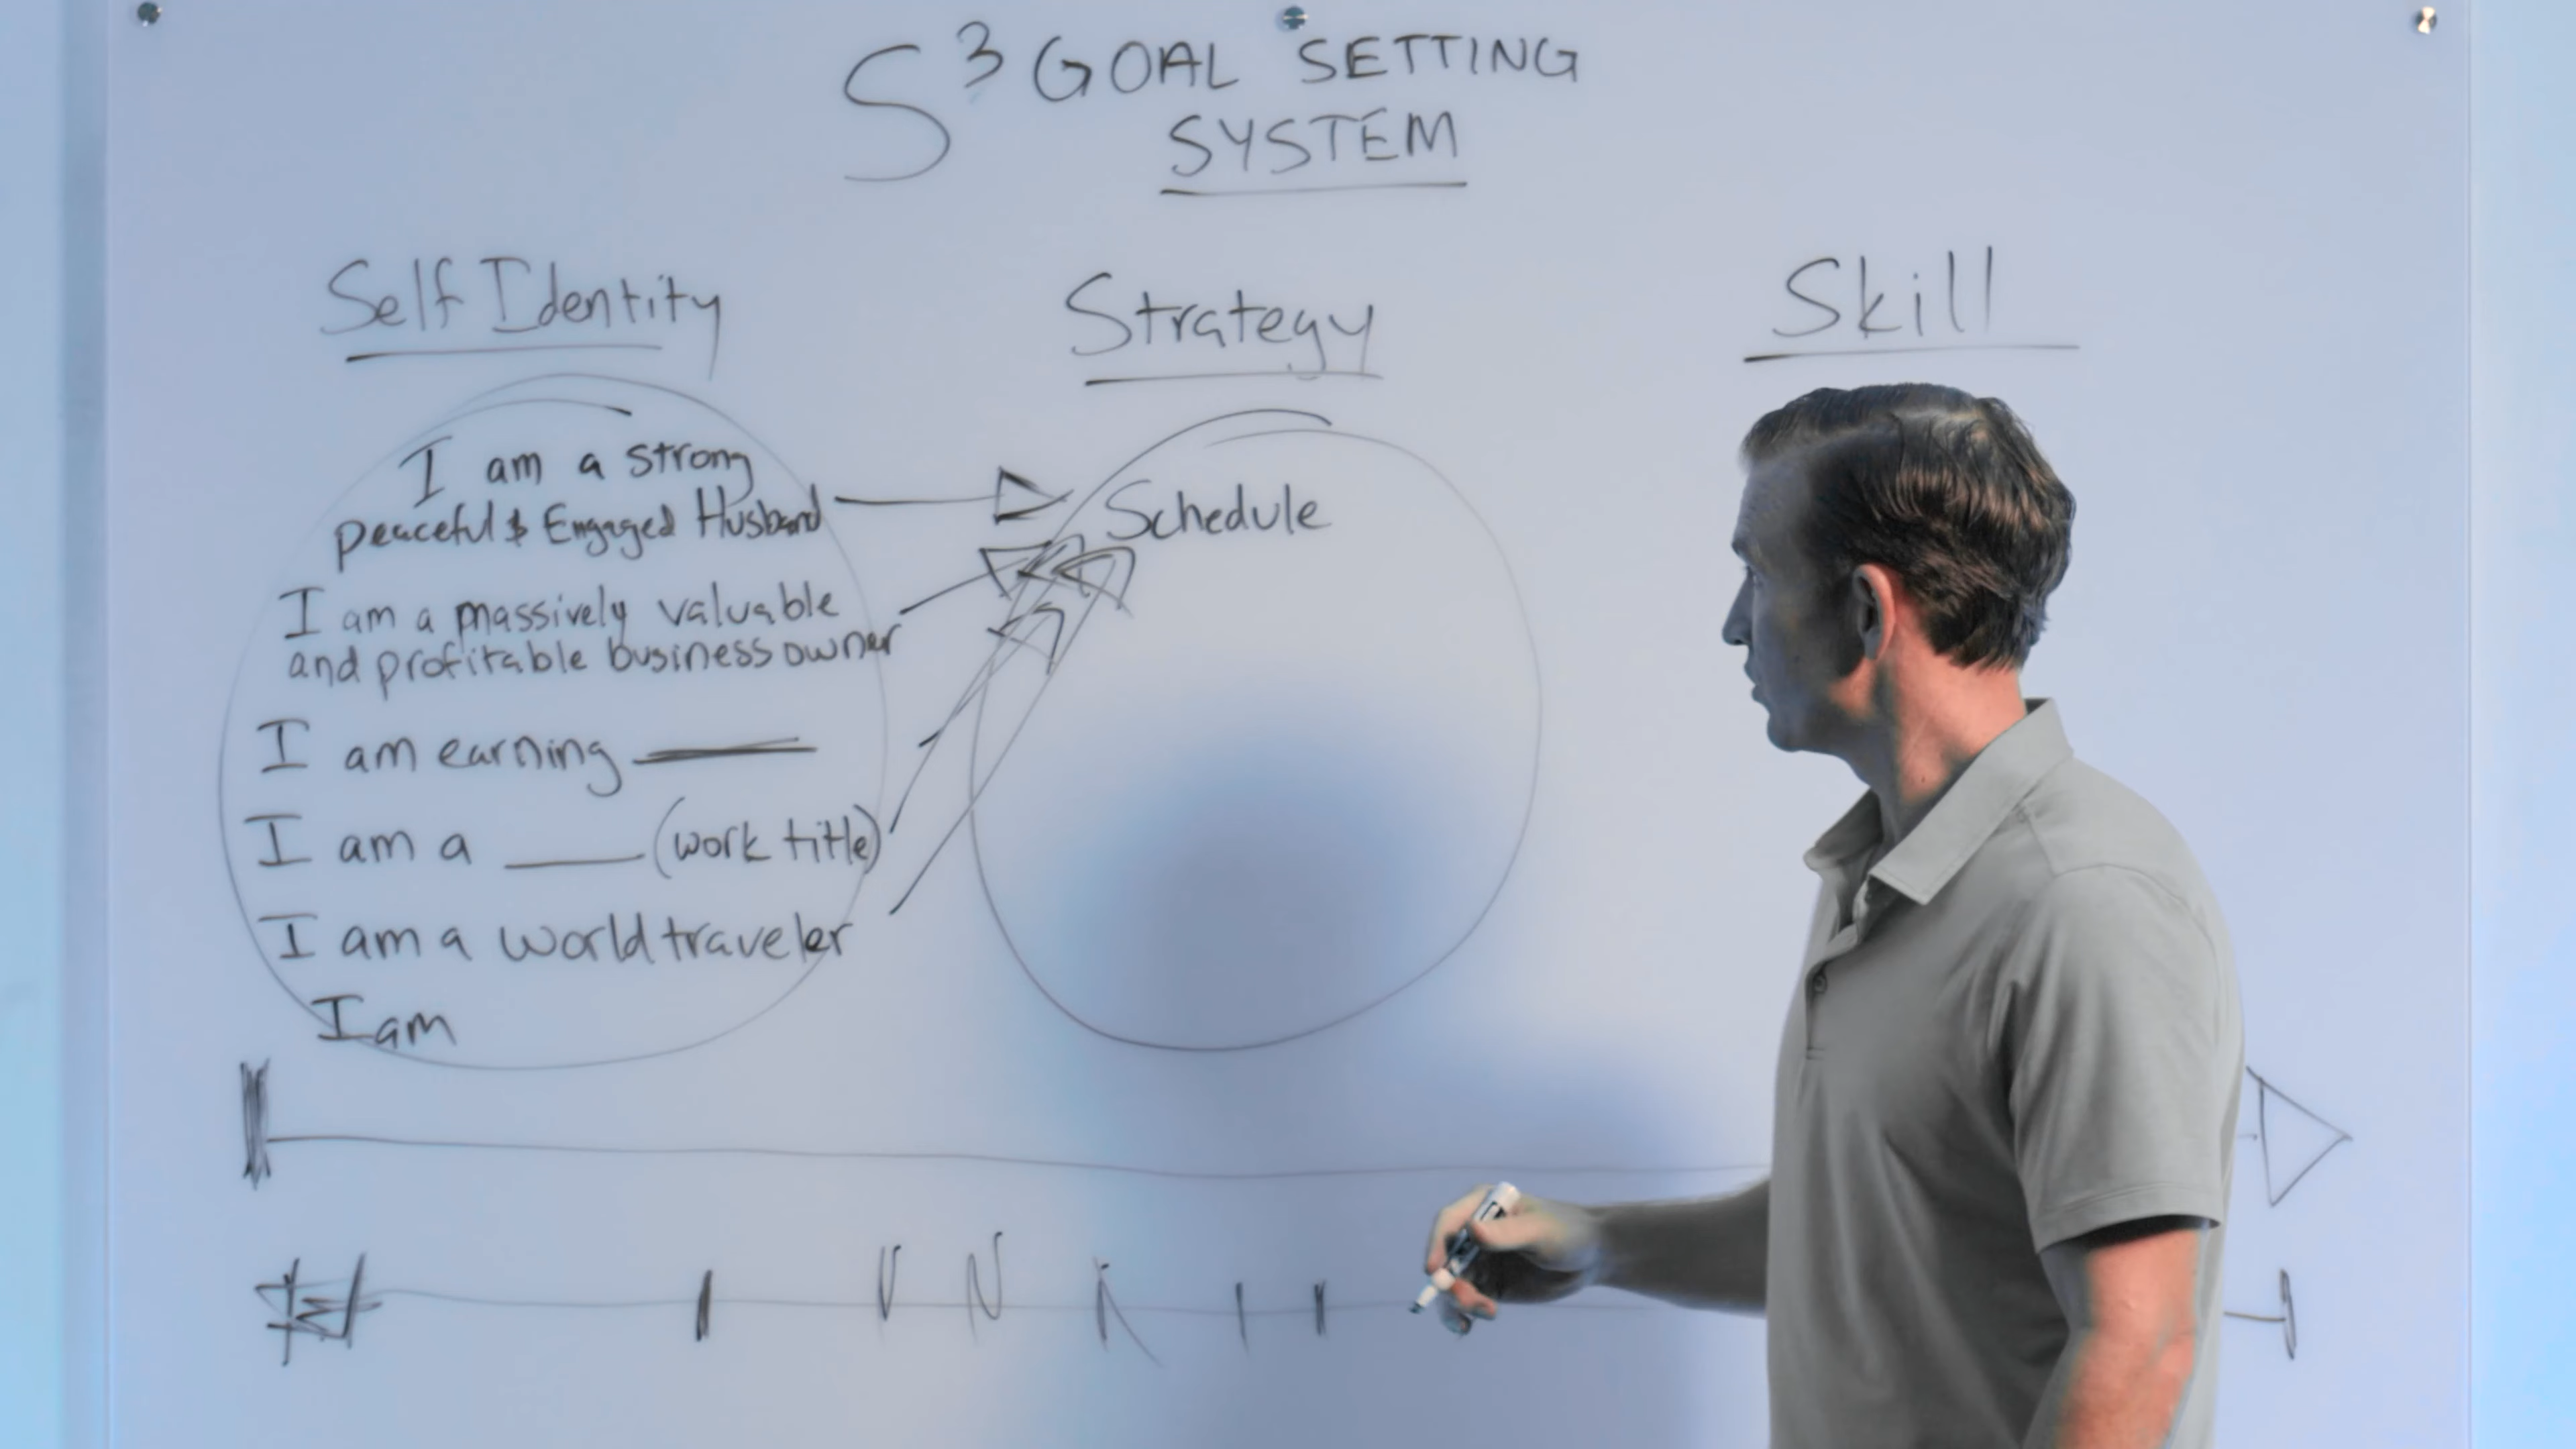 S³ GOAL SETTING
SYSTEM
Self Identity
Strategy
Skill
I am a strong
peaceful & Engaged Husband
I am a massively valuable
and profitable business owner
I am earning ____
I am a ____ (work title)
I am a world traveler
I am
Schedule